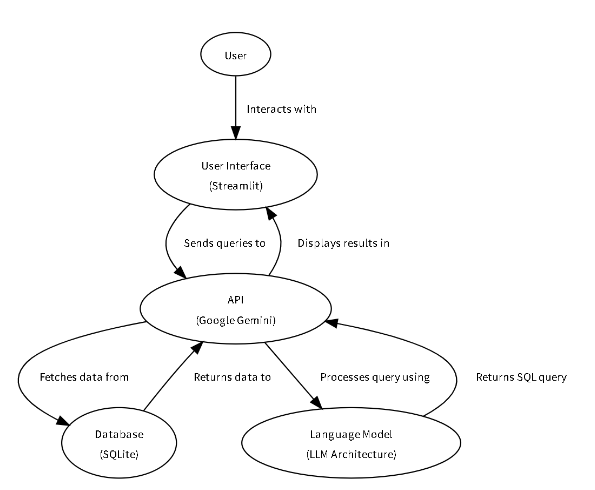 User
Interacts with
User Interface
(Streamlit)
Sends queries to
Displays results in
API
(Google Gemini)
Fetches data from
Returns data to
Processes query using
Returns SQL query
Database
(SQLite)
Language Model
(LLM Architecture)